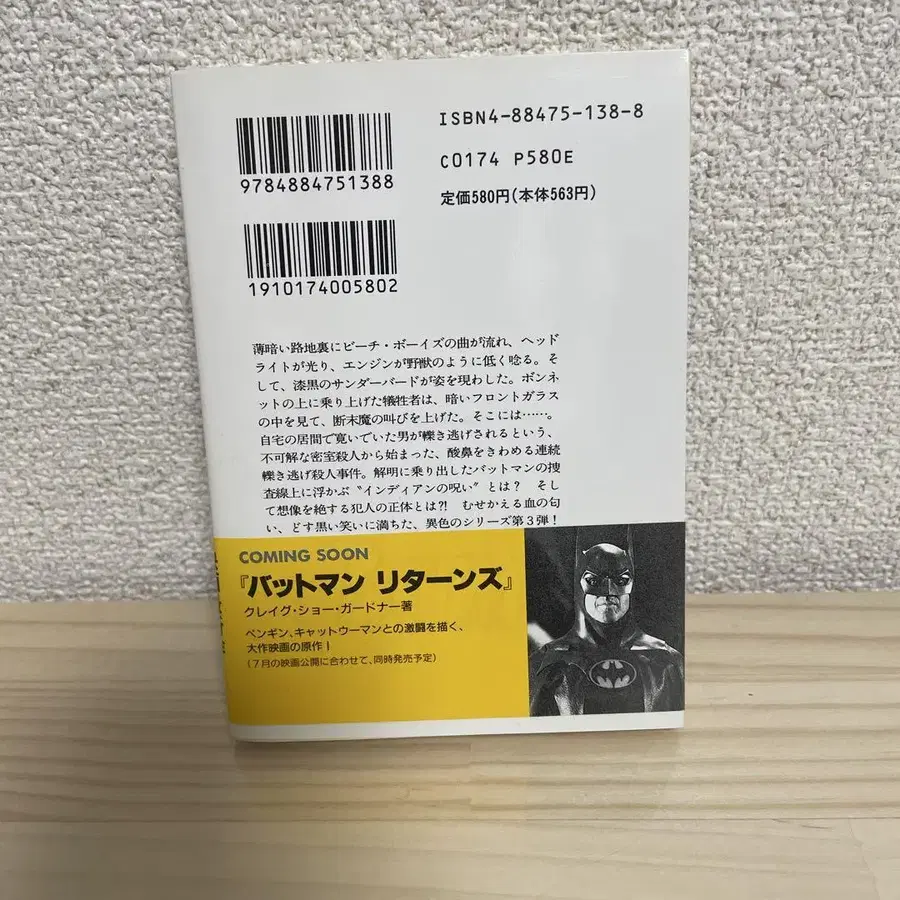 ISBN4-88475-138-8
C0174 P580E
定価580円(本体563円)
9784884751388
1910174005802
薄暗い路地裏にビーチ・ボーイズの曲が流れ、ヘッド
ライトが光り、エンジンが野獣のように低く唸る。そ
して、漆黒のサンダーバードが姿を現わした。ボンネ
ットの上に乗り上げた犠牲者は、暗いフロントガラス
の中を見て、断末魔の叫びを上げた。そこには……。
自宅の居間で寛いでいた男が轢き逃げされるという、
不可解な密室殺人から始まった、酸鼻をきわめる連続
轢き逃げ殺人事件。解明に乗り出したバットマンの捜
査線上に浮かぶ〝インディアンの呪い〟とは？ そし
て想像を絶する犯人の正体とは?! むせかえる血の匂
い、どす黒い笑いに満ちた、異色のシリーズ第3弾！
COMING SOON
『バットマン リターンズ』
クレイグ・ショー・ガードナー著
ペンギン、キャットウーマンとの激闘を描く、
大作映画の原作！
(7月の映画公開に合わせて、同時発売予定)